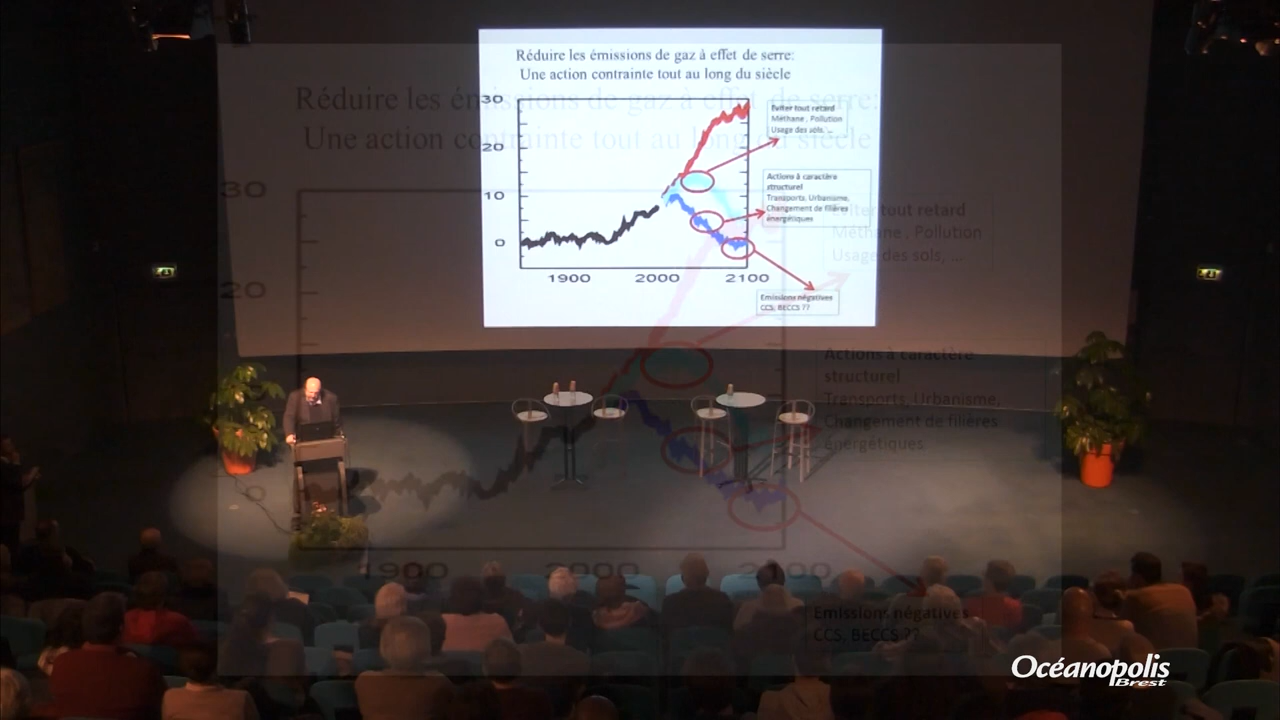 Réduire les émissions de gaz à effet de serre:
Une action contrainte tout au long du siècle
30
20
10
0
1900
2000
2100
Eviter tout retard
Méthane , Pollution
Usage des sols, ...
Actions à caractère
structurel
Transports, Urbanisme,
Changement de filières
énergétiques
Emissions négatives
CCS, BECCS ??
Réduire les émissions de gaz à effet de serre:
Une action contrainte tout au long du siècle
30
20
0
1900
2000
2100
Eviter tout retard
Méthane , Pollution
Usage des sols, ...
Actions à caractère
structurel
Transports, Urbanisme,
Changement de filières
énergétiques
Emissions négatives
CCS, BECCS ??
Océanopolis
Brest